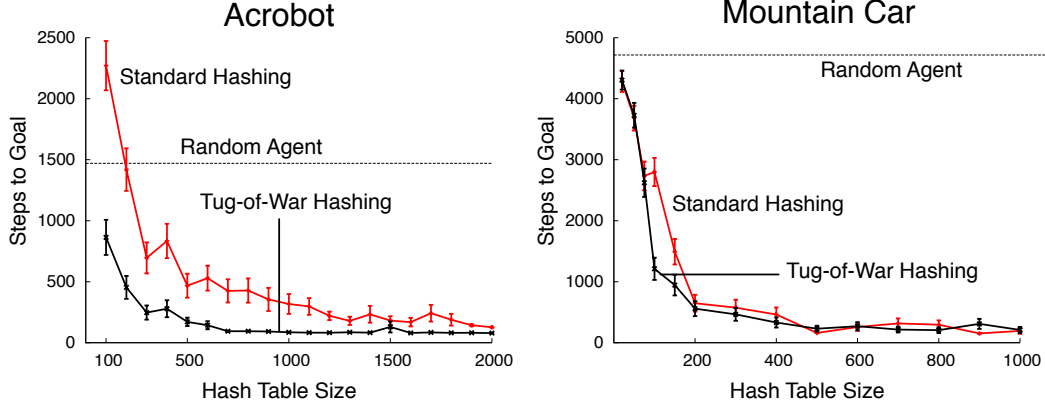 Acrobot
2500
2000
1500
1000
500
0
Steps to Goal
Standard Hashing
Random Agent
Tug-of-War Hashing
100
500
1000
1500
2000
Hash Table Size
Mountain Car
5000
4000
3000
2000
1000
0
Steps to Goal
Random Agent
Standard Hashing
Tug-of-War Hashing
200
400
600
800
1000
Hash Table Size